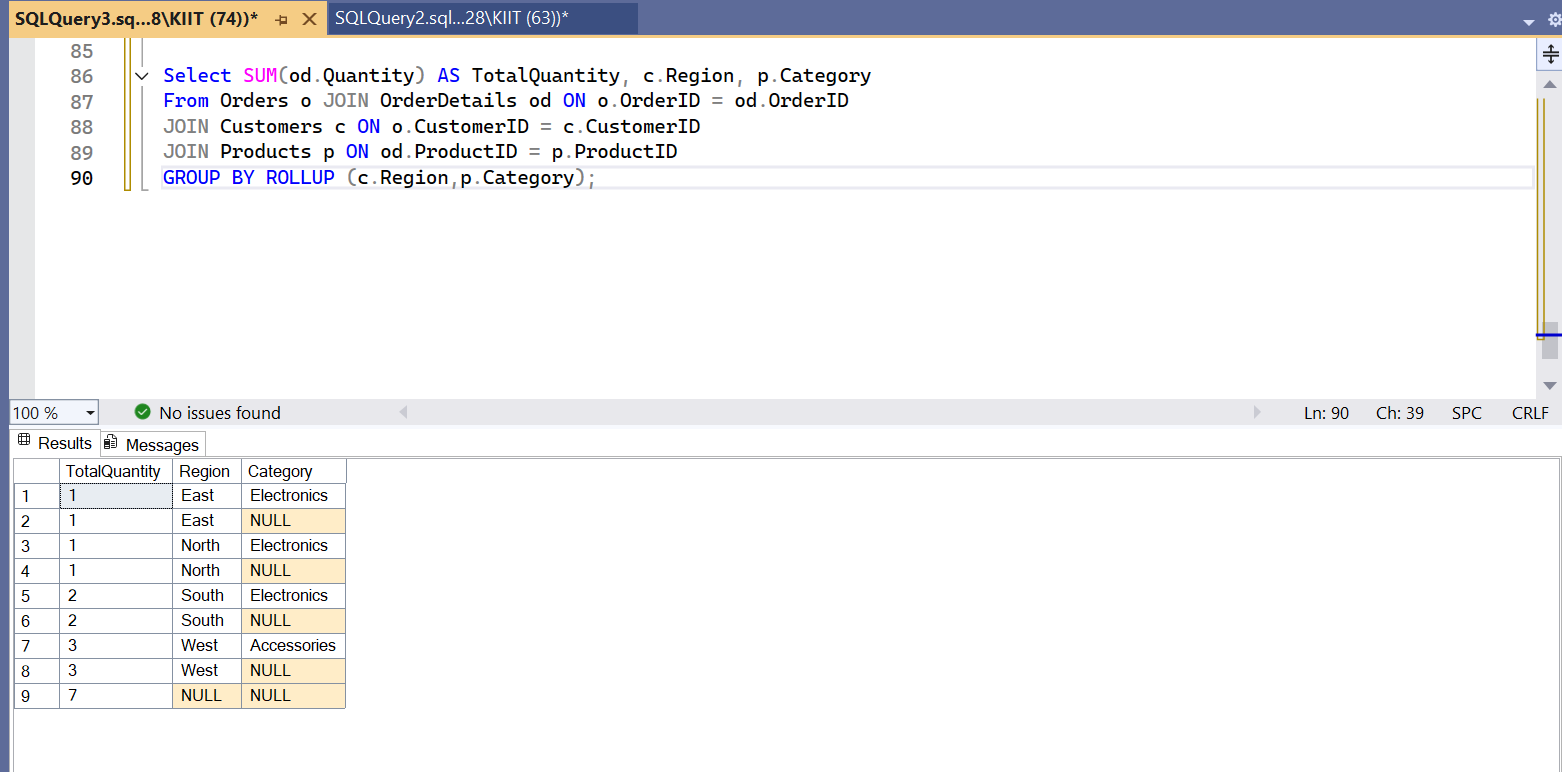 SQLQuery3.sq...8\KIIT (74))* SQLQuery2.sql...28\KIIT (63))*
85
86 Select SUM(od.Quantity) AS TotalQuantity, c.Region, p.Category
87 From Orders o JOIN OrderDetails od ON o.OrderID = od.OrderID
88 JOIN Customers c ON o.CustomerID = c.CustomerID
89 JOIN Products p ON od.ProductID = p.ProductID
90 GROUP BY ROLLUP (c.Region,p.Category);
100 % No issues found Ln: 90 Ch: 39 SPC CRLF
Results Messages
TotalQuantity Region Category
1 1 East Electronics
2 1 East NULL
3 1 North Electronics
4 1 North NULL
5 2 South Electronics
6 2 South NULL
7 3 West Accessories
8 3 West NULL
9 7 NULL NULL